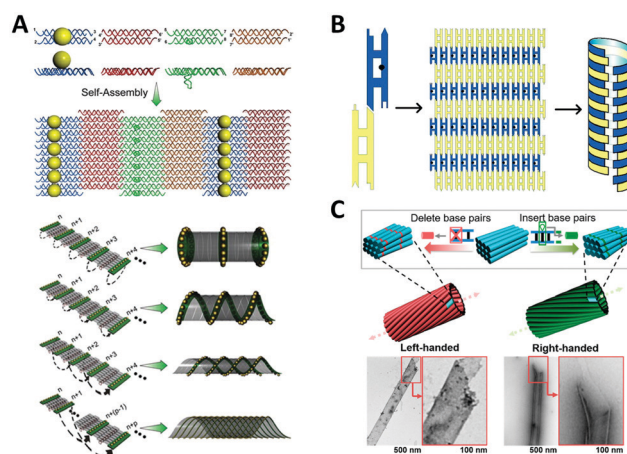 A
Self-Assembly
n
n+1
n+2
n+3
n+4
n
n+1
n+2
n+3
n+4
n
n+1
n+2
n+3
n+4
n
n+1
n+(p-1)
n+p
B
C
Delete base pairs
Insert base pairs
Left-handed
Right-handed
500 nm
100 nm
500 nm
100 nm